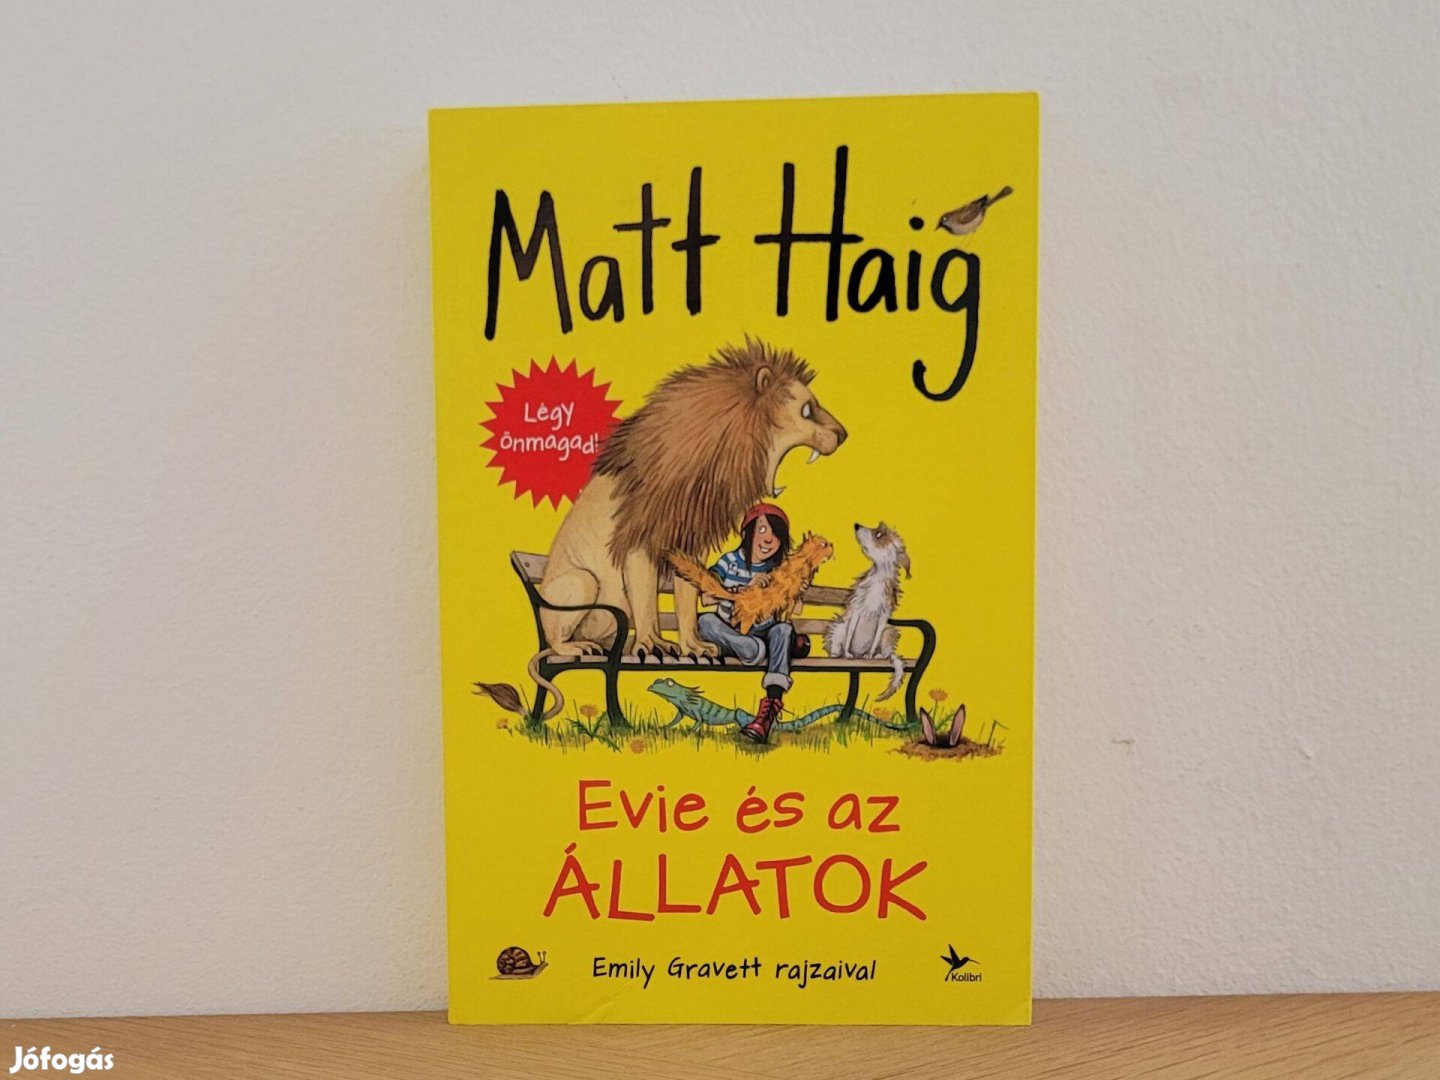 Matt Haig
Légy
önmagad!
Evie és az
ÁLLATOK
Emily Gravett rajzaival
Kolibri
Jófogás